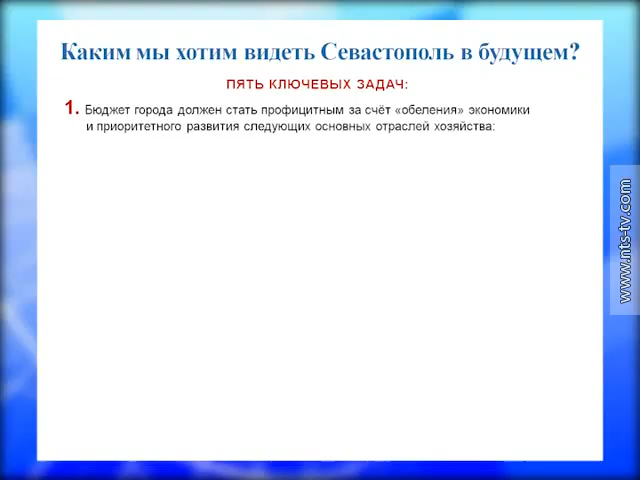 Каким мы хотим видеть Севастополь в будущем?
ПЯТЬ КЛЮЧЕВЫХ ЗАДАЧ:
1. Бюджет города должен стать профицитным за счёт «обеления» экономики
и приоритетного развития следующих основных отраслей хозяйства:
www.nts-tv.com